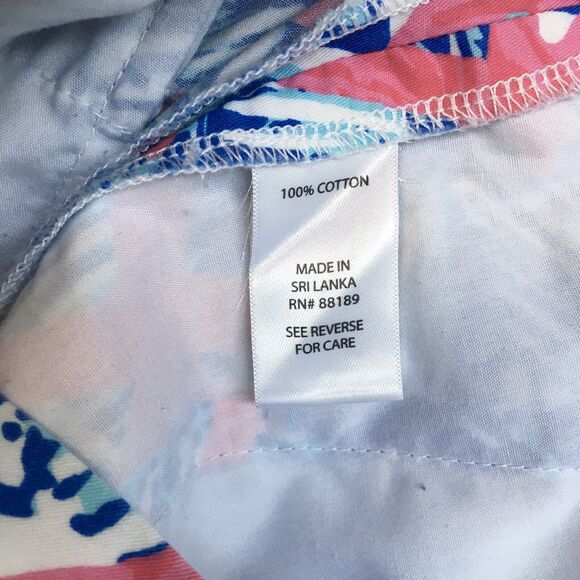 100% COTTON
MADE IN
SRI LANKA
RN# 88189
SEE REVERSE
FOR CARE